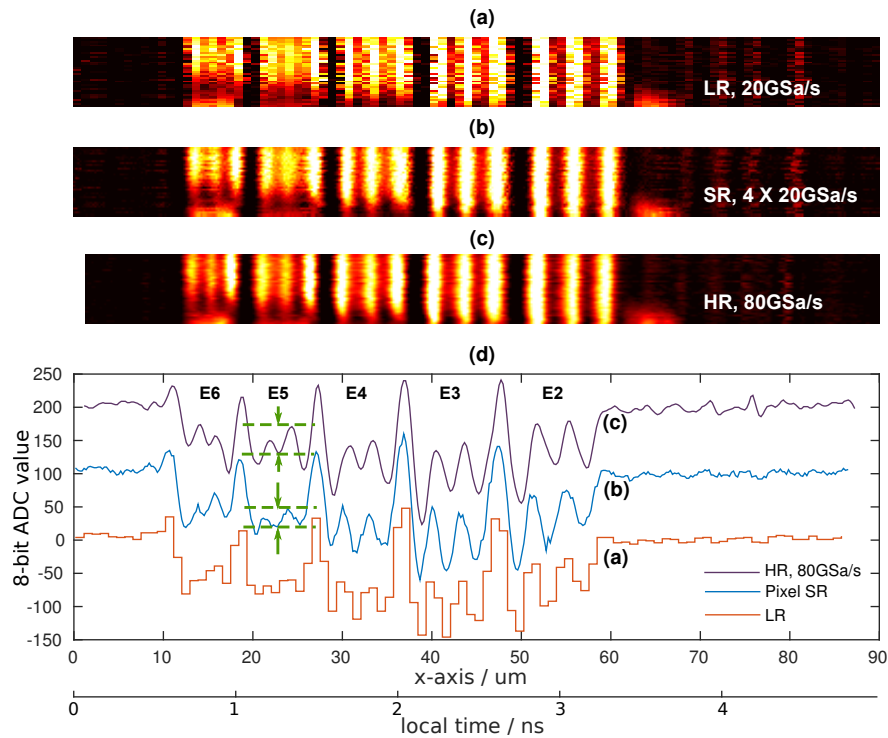 (a)
LR, 20GSa/s
(b)
SR, 4 X 20GSa/s
(c)
HR, 80GSa/s
(d)
250
200
150
100
50
0
-50
-100
-150
8-bit ADC value
E6 E5 E4 E3 E2
(c)
(b)
(a)
HR, 80GSa/s
Pixel SR
LR
0 10 20 30 40 50 60 70 80 90
x-axis / um
0 1 2 3 4
local time / ns